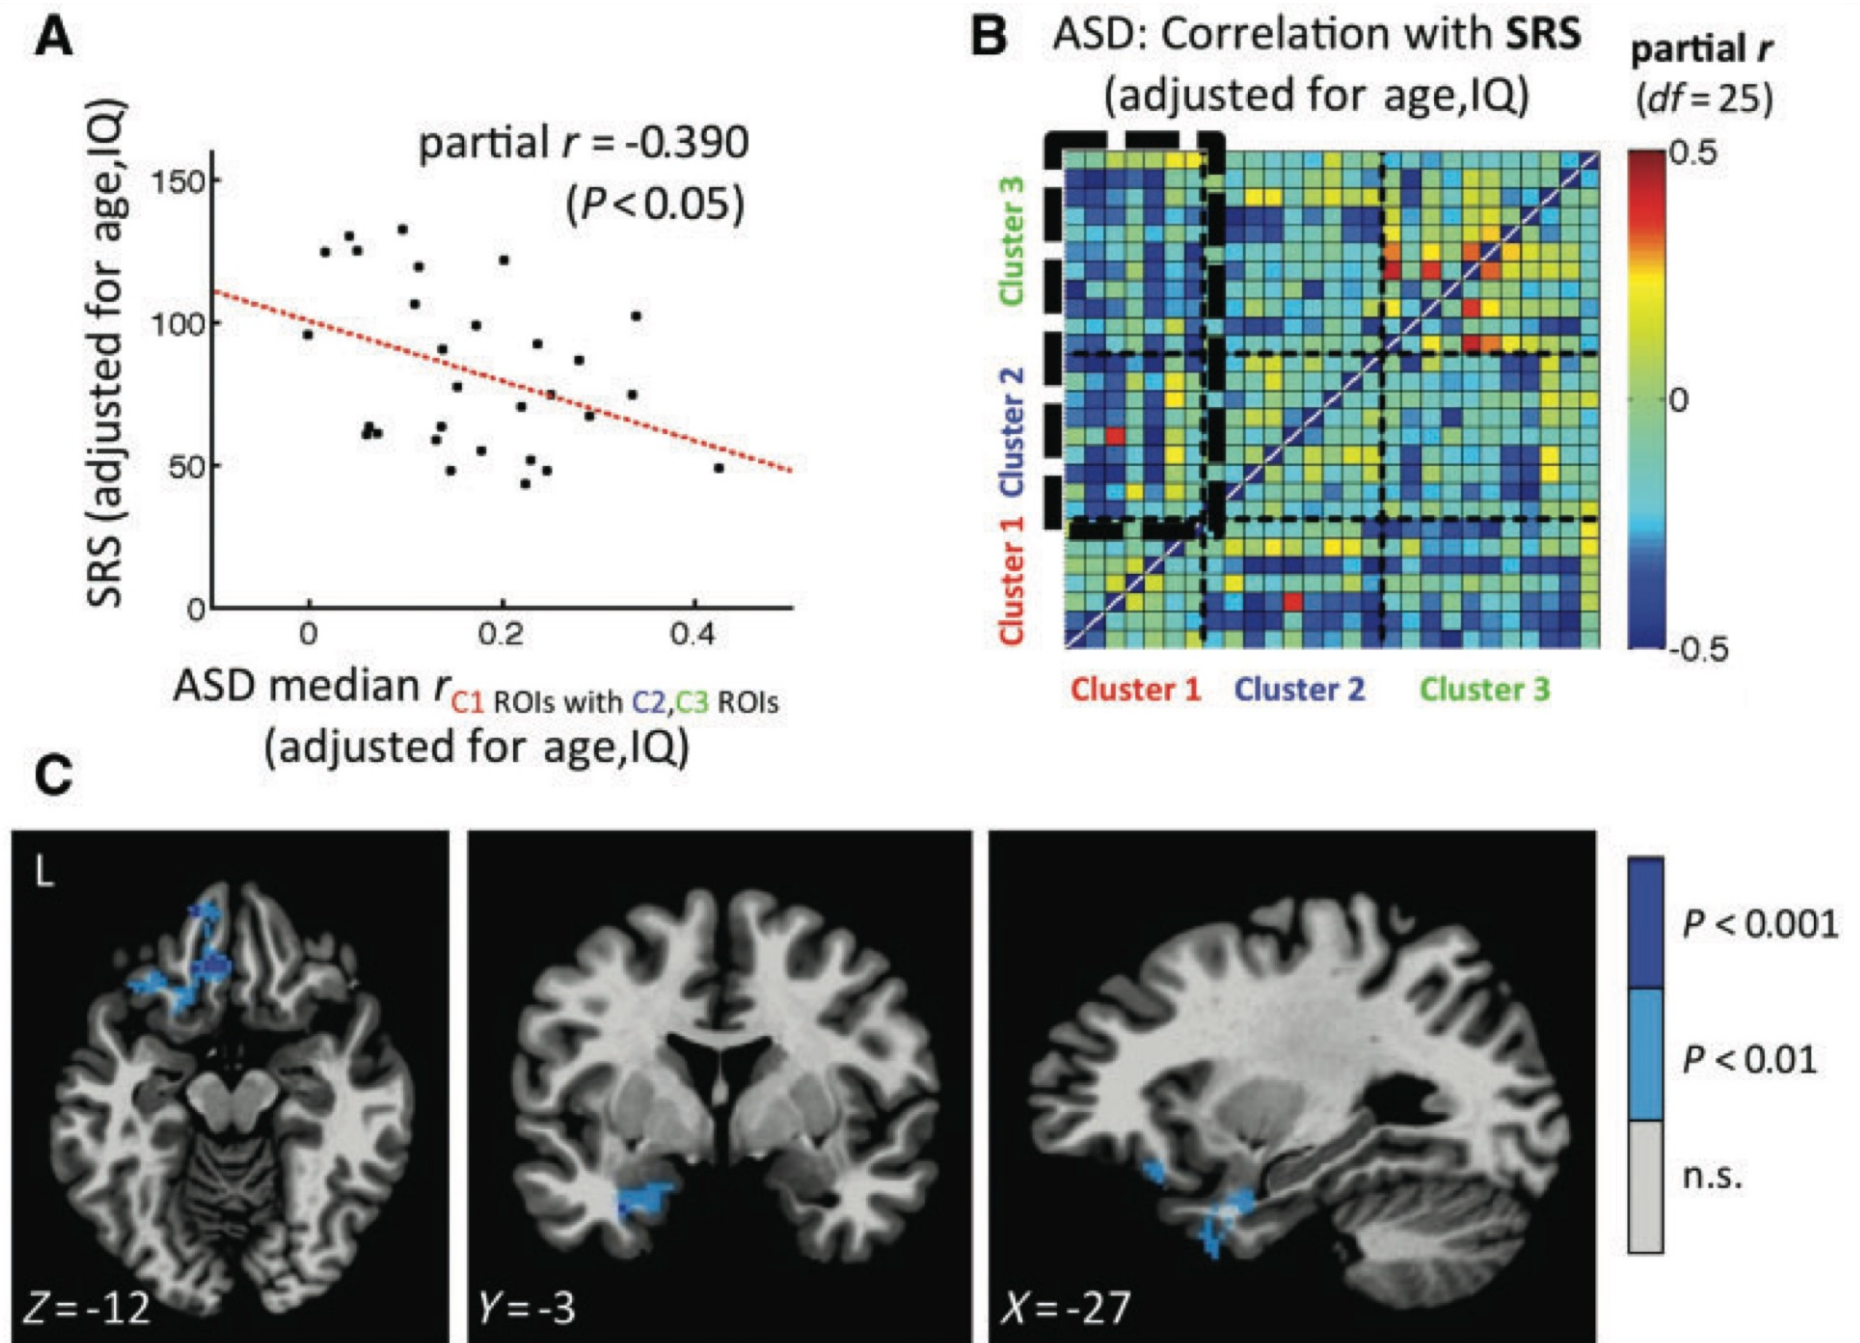 A
partial r = -0.390
(P<0.05)
SRS (adjusted for age,IQ)
150
100
50
0
0
0.2
0.4
ASD median rC1 ROIs with C2,C3 ROIs
(adjusted for age,IQ)
B
ASD: Correlation with SRS
(adjusted for age,IQ)
partial r
(df=25)
0.5
0
-0.5
Cluster 3
Cluster 2
Cluster 1
Cluster 1
Cluster 2
Cluster 3
C
L
Z=-12
Y=-3
X=-27
P<0.001
P<0.01
n.s.